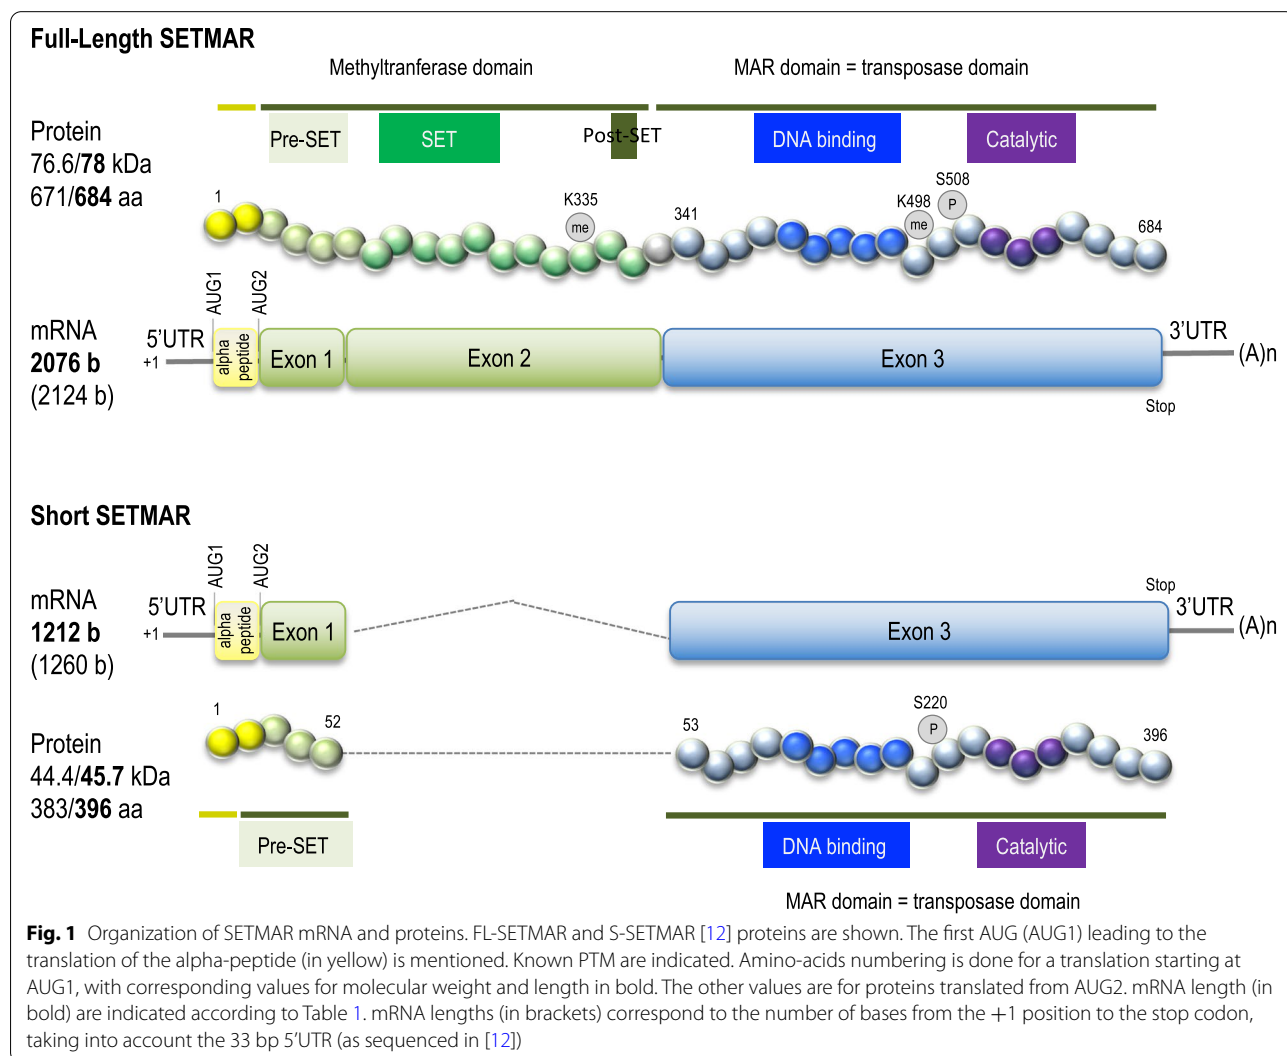 Full-Length SETMAR
Methyltranferase domain
MAR domain = transposase domain
Protein
76.6/78 kDa
671/684 aa
Pre-SET
SET
Post-SET
DNA binding
Catalytic
1
K335
me
341
K498
me
S508
P
684
AUG1
AUG2
mRNA
2076 b
(2124 b)
5'UTR
+1
alpha
peptide
Exon 1
Exon 2
Exon 3
3'UTR
(A)n
Stop
Short SETMAR
AUG1
AUG2
mRNA
1212 b
(1260 b)
5'UTR
+1
alpha
peptide
Exon 1
Exon 3
Stop
3'UTR
(A)n
Protein
44.4/45.7 kDa
383/396 aa
1
52
53
S220
P
396
Pre-SET
DNA binding
Catalytic
MAR domain = transposase domain
Fig. 1 Organization of SETMAR mRNA and proteins. FL-SETMAR and S-SETMAR [12] proteins are shown. The first AUG (AUG1) leading to the
translation of the alpha-peptide (in yellow) is mentioned. Known PTM are indicated. Amino-acids numbering is done for a translation starting at
AUG1, with corresponding values for molecular weight and length in bold. The other values are for proteins translated from AUG2. mRNA length (in
bold) are indicated according to Table 1. mRNA lengths (in brackets) correspond to the number of bases from the +1 position to the stop codon,
taking into account the 33 bp 5'UTR (as sequenced in [12])